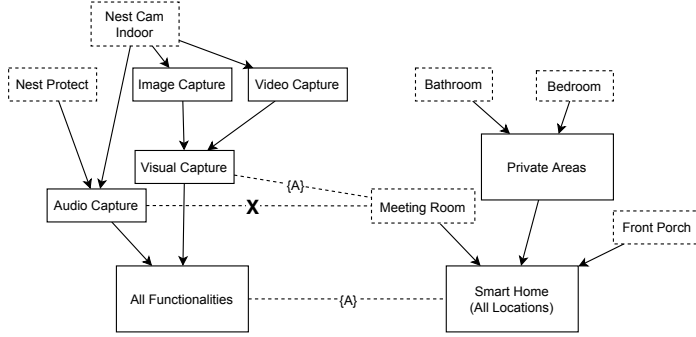 Nest Cam
Indoor
Nest Protect
Image Capture
Video Capture
Bathroom
Bedroom
Visual Capture
Private Areas
{A}
Audio Capture
X
Meeting Room
Front Porch
All Functionalities
{A}
Smart Home
(All Locations)